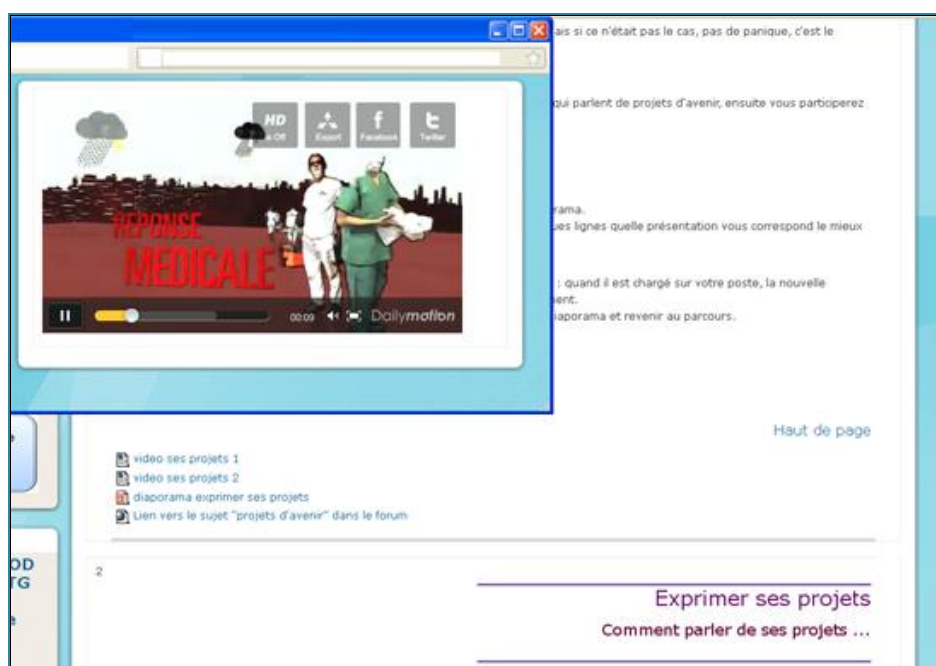 ais si ce n'était pas le cas, pas de panique, c'est le
qui parlent de projets d'avenir, ensuite vous participerez
rama.
ues lignes quelle présentation vous correspond le mieux
: quand il est chargé sur votre poste, la nouvelle
ent.
iaporama et revenir au parcours.
HD
Off
Export
Facebook
Twitter
REPONSE
MEDICALE
00:09
Dailymotion
Haut de page
video ses projets 1
video ses projets 2
diaporama exprimer ses projets
Lien vers le sujet "projets d'avenir" dans le forum
OD
TG
2
Exprimer ses projets
Comment parler de ses projets ...